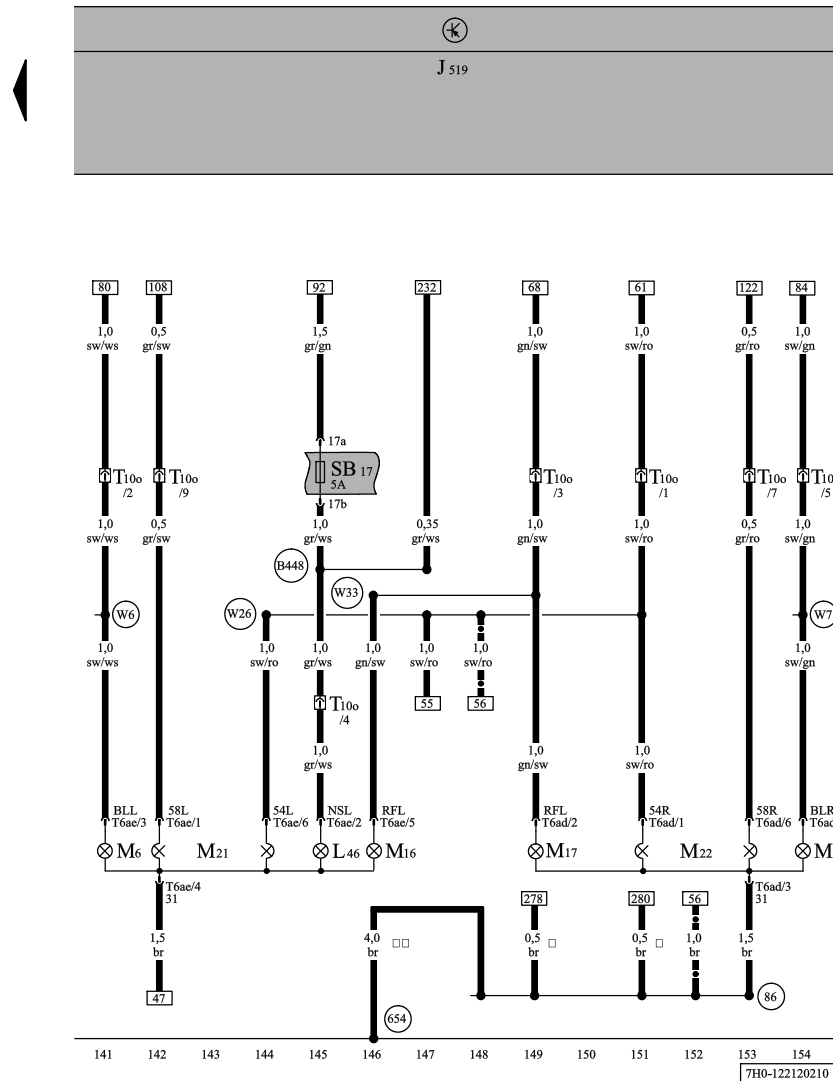 J 519
80 108 92 232 68 61 122 84
1,0 0,5 1,5 1,0 1,0 0,5 1,0
sw/ws gr/sw gr/gn gn/sw sw/ro gr/ro sw/gn
17a
SB 17
5A
T10o T10o T10o T10o T10o
/2 /9 /3 /1 /7 /5
17b
1,0 0,5 1,0 0,35 1,0 1,0 0,5 1,0
sw/ws gr/sw gr/ws gr/ws gn/sw sw/ro gr/ro sw/gn
B448
W33
W6 W26 W7
1,0 1,0 1,0 1,0 1,0 1,0 1,0
sw/ws sw/ro gr/ws gn/sw sw/ro sw/ro sw/gn
T10o
/4
55 56
1,0 1,0 1,0
gr/ws gn/sw sw/ro
BLL 58L 54L NSL RFL RFL 54R 58R BLR
T6ae/3 T6ae/1 T6ae/6 T6ae/2 T6ae/5 T6ad/2 T6ad/1 T6ad/6
M6 M21 L46 M16 M17 M22 M
T6ae/4 T6ad/3
31 31
278 280 56
1,5 4,0 0,5 0,5 1,0 1,5
br br br br br
47
86
654
141 142 143 144 145 146 147 148 149 150 151 152 153 154
7H0-122120210